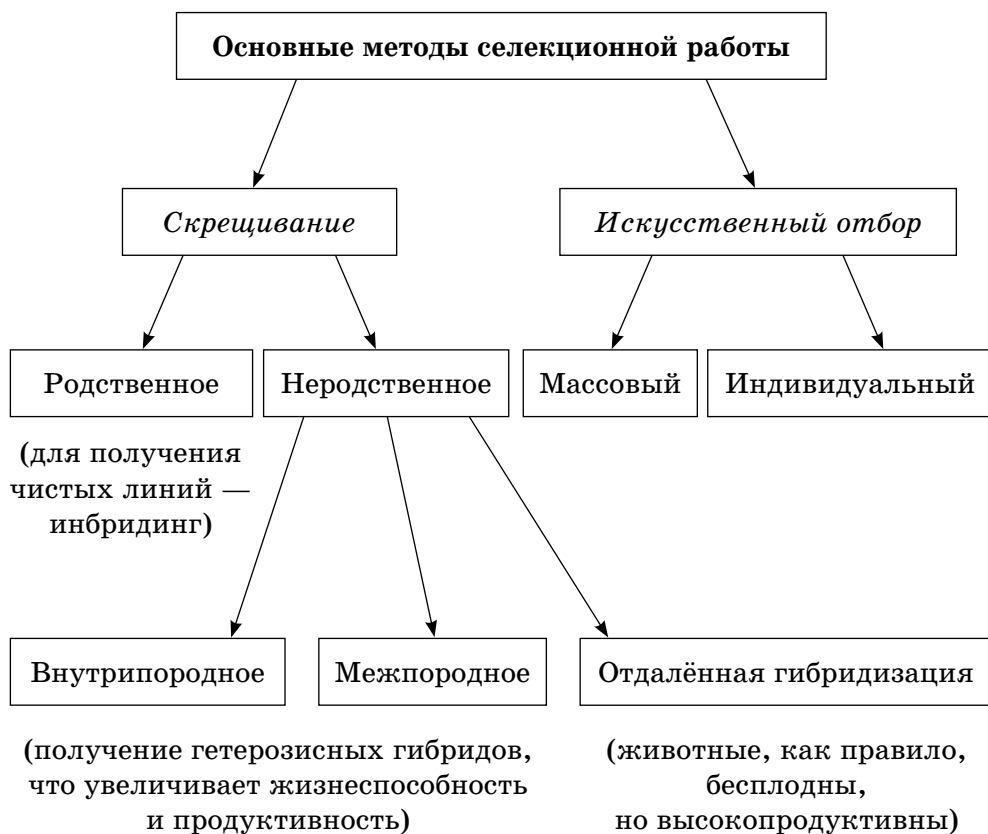 Основные методы селекционной работы
Скрещивание
Искусственный отбор
Родственное
Неродственное
Массовый
Индивидуальный
(для получения
чистых линий —
инбридинг)
Внутрипородное
Межпородное
Отдалённая гибридизация
(получение гетерозисных гибридов,
что увеличивает жизнеспособность
и продуктивность)
(животные, как правило,
бесплодны,
но высокопродуктивны)